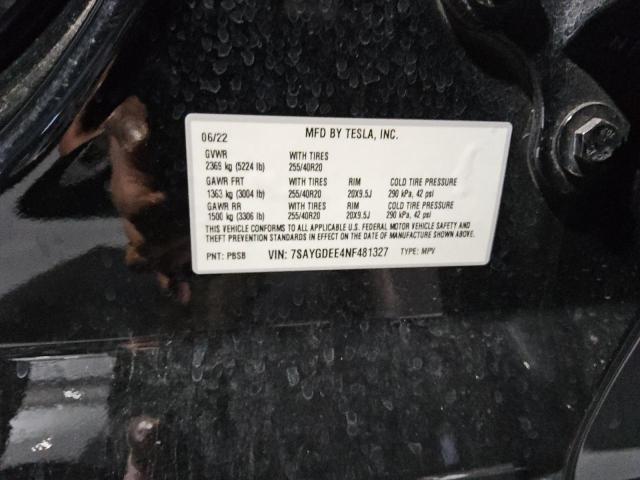 06/22 MFD BY TESLA, INC.
GVWR WITH TIRES
2369 kg (5224 lb) 255/40R20
GAWR FRT WITH TIRES RIM COLD TIRE PRESSURE
1363 kg (3004 lb) 255/40R20 20X9.5J 290 kPa, 42 psi
GAWR RR WITH TIRES RIM COLD TIRE PRESSURE
1500 kg (3306 lb) 255/40R20 20X9.5J 290 kPa, 42 psi
THIS VEHICLE CONFORMS TO ALL APPLICABLE U.S. FEDERAL MOTOR VEHICLE SAFETY AND
THEFT PREVENTION STANDARDS IN EFFECT ON THE DATE OF MANUFACTURE SHOWN ABOVE.
PNT: PBSB VIN: 7SAYGDEE4NF481327 TYPE: MPV